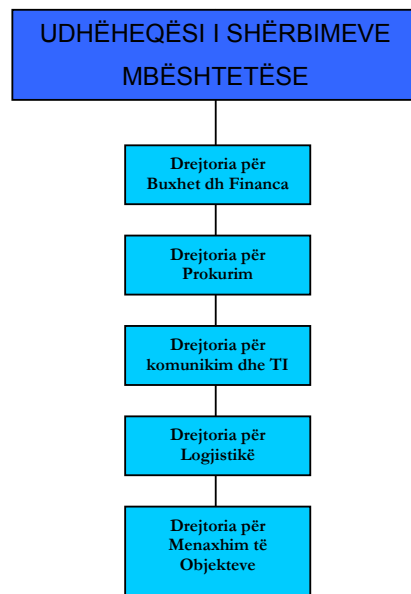 UDHËHEQËSI I SHËRBIMEVE
MBËSHTETËSE
Drejtoria për
Buxhet dh Financa
Drejtoria për
Prokurim
Drejtoria për
komunikim dhe TI
Drejtoria për
Logjistikë
Drejtoria për
Menaxhim të
Objekteve